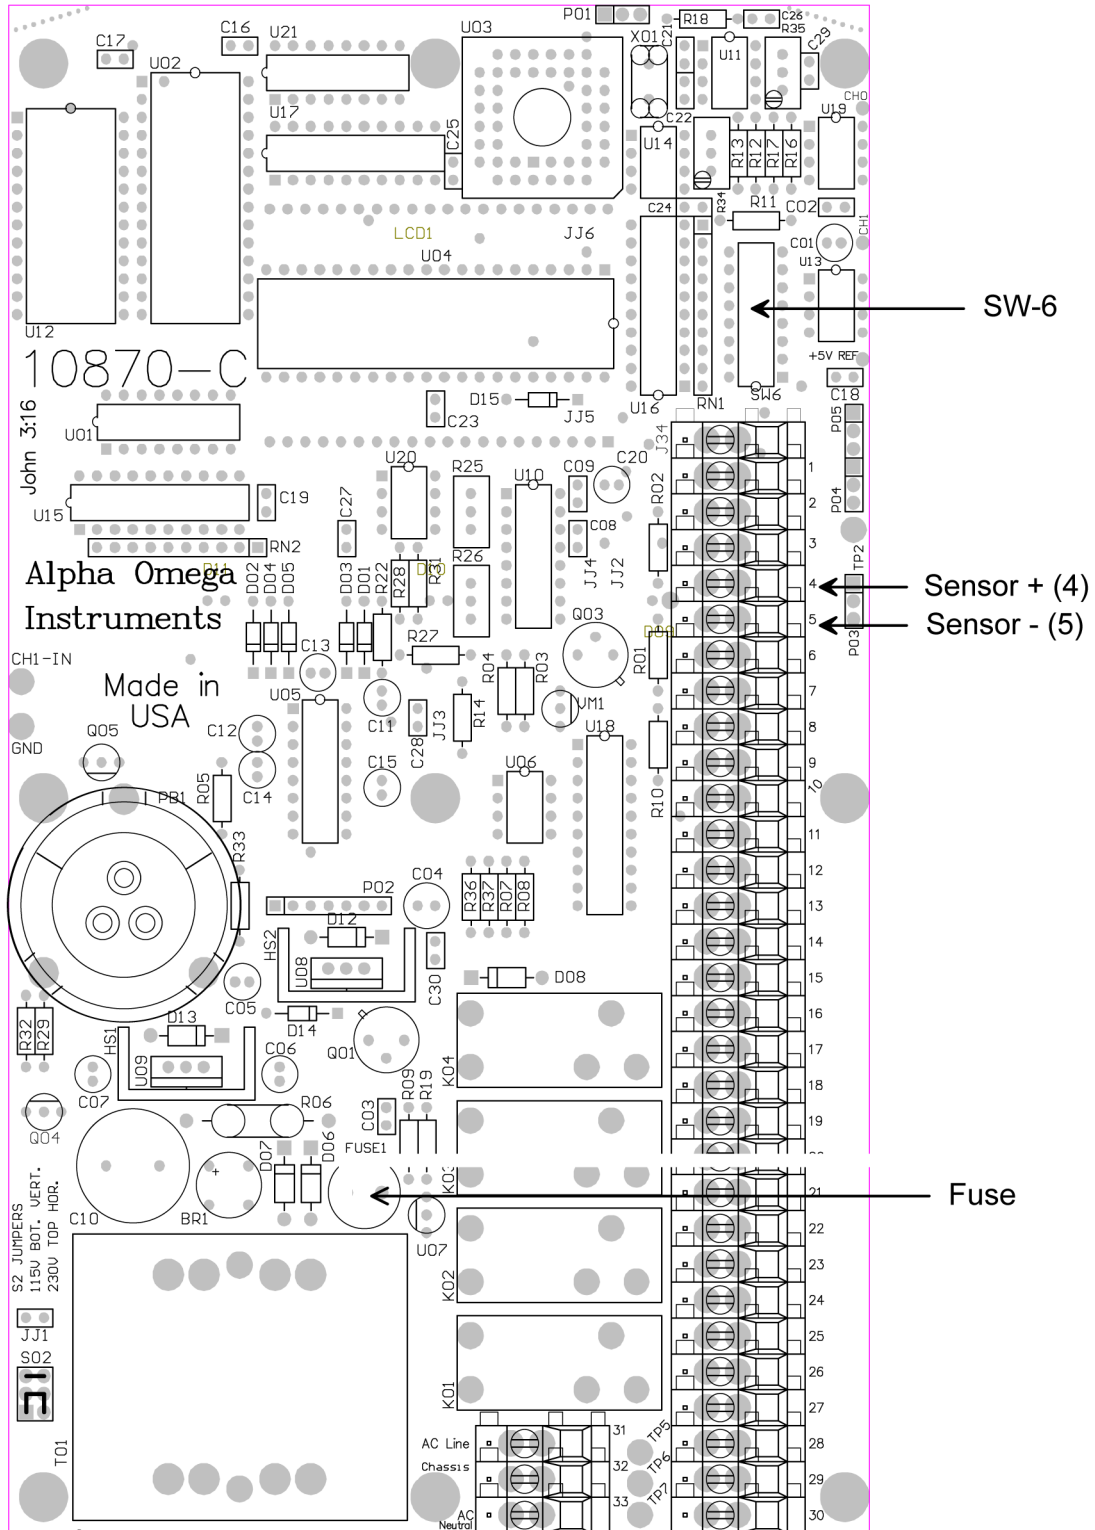 P01
R18
C26
R35
C21
C16
U21
U03
X01
C29
C17
U11
U02
CH0
U17
C25
C22
U19
U14
R13
R12
R17
R16
C24
R34
R11
C02
CH1
LCD1
JJ6
C01
U04
U13
SW-6
U12
+5V REF
10870-C
D15
JJ5
C23
U16
RN1
SW6
C18
P05
U01
John 3:16
J34
U20
R25
U10
C09
C20
R02
1
C19
C27
2
P04
U15
C08
RN2
R26
3
TP2
D11
D10
Alpha Omega
Instruments
D02
D04
D05
D03
D01
R22
R28
R31
JJ4
JJ2
4
Sensor + (4)
Q03
5
Sensor - (5)
D09
P03
R27
R01
6
CH1-IN
C13
R04
R03
Made in
USA
U05
7
C11
C28
JJ3
R14
VM1
GND
Q05
C12
U18
8
C15
U06
9
R05
C14
R10
10
PB1
R33
11
C04
12
P02
R36
R37
R07
R08
13
D12
HS2
14
U08
C30
D08
15
C05
D14
16
R32
R29
D13
HS1
Q01
17
U09
C06
K04
18
C07
R09
R19
R06
C03
19
Q04
D07
D06
FUSE1
K03
21
Fuse
S2 JUMPERS
115V BOT. VERT.
230V TOP HOR.
+
C10
BR1
U07
22
23
K02
24
JJ1
25
S02
26
K01
27
T01
31
AC Line
TP5
28
Chassis
32
TP6
29
33
TP7
AC
Neutral
30